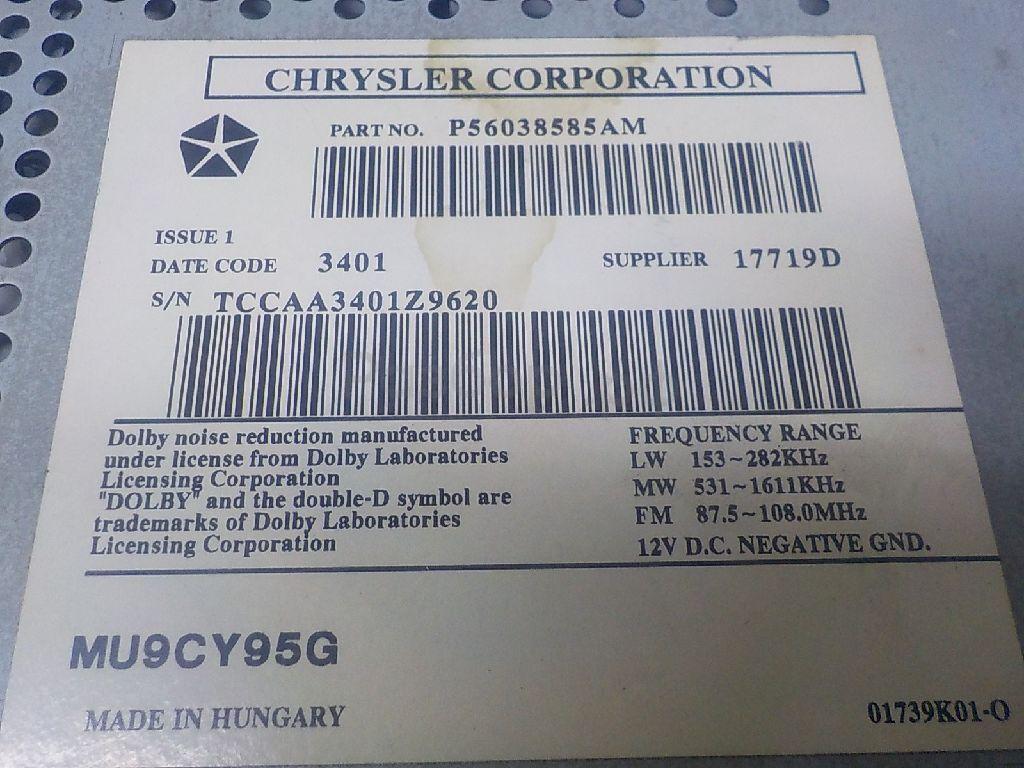 CHRYSLER CORPORATION
PART NO. P56038585AM
ISSUE 1
DATE CODE 3401 SUPPLIER 17719D
S/N TCCAA3401Z9620
Dolby noise reduction manufactured
under license from Dolby Laboratories
Licensing Corporation
"DOLBY" and the double-D symbol are
trademarks of Dolby Laboratories
Licensing Corporation
FREQUENCY RANGE
LW 153~282KHz
MW 531~1611KHz
FM 87.5~108.0MHz
12V D.C. NEGATIVE GND.
MU9CY95G
MADE IN HUNGARY
01739K01-O